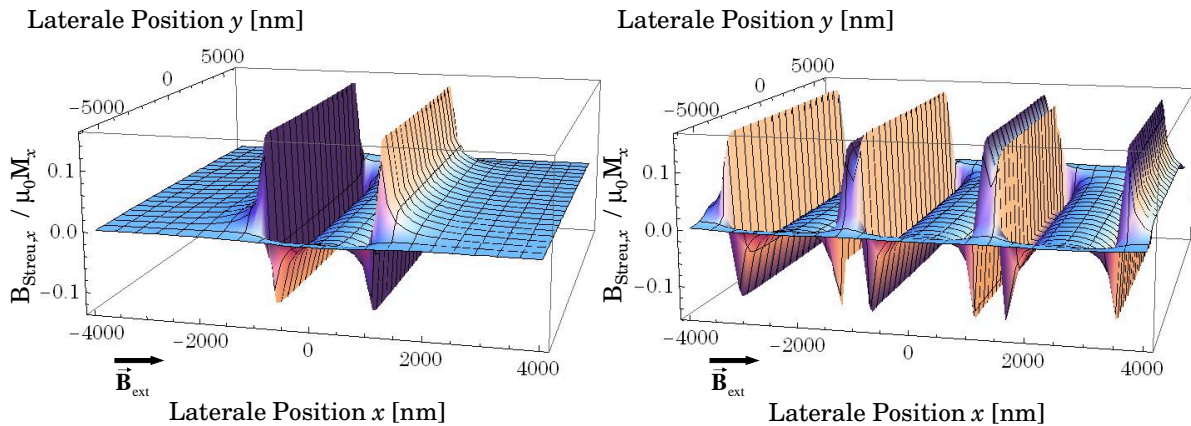 Laterale Position y [nm]
5000
0
−5000
0.1
0.0
−0.1
B_Streu,x / μ₀M_x
−4000
−2000
0
2000
4000
B⃗_ext
Laterale Position x [nm]
Laterale Position y [nm]
5000
0
−5000
0.1
0.0
−0.1
B_Streu,x / μ₀M_x
−4000
−2000
0
2000
4000
B⃗_ext
Laterale Position x [nm]